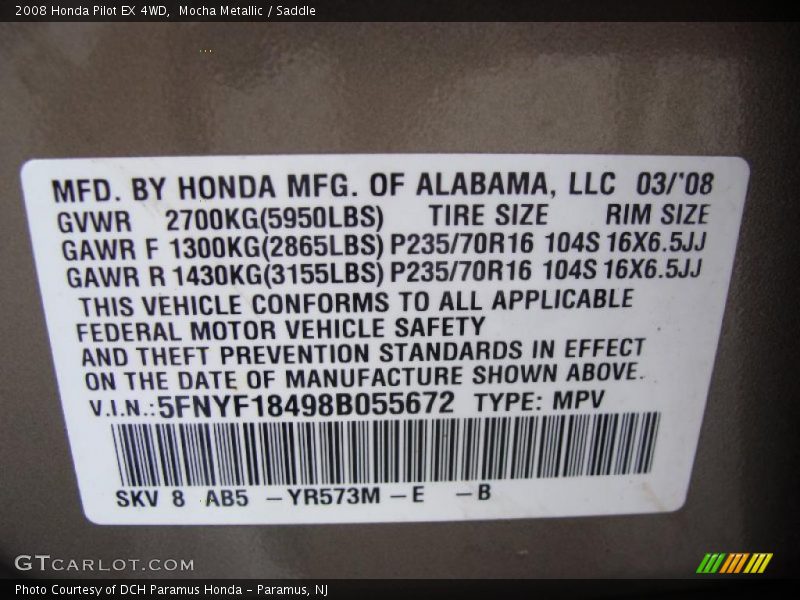 2008 Honda Pilot EX 4WD,  Mocha Metallic / Saddle
MFD. BY HONDA MFG. OF ALABAMA, LLC 03/'08
GVWR 2700KG(5950LBS) TIRE SIZE RIM SIZE
GAWR F 1300KG(2865LBS) P235/70R16 104S 16X6.5JJ
GAWR R 1430KG(3155LBS) P235/70R16 104S 16X6.5JJ
THIS VEHICLE CONFORMS TO ALL APPLICABLE
FEDERAL MOTOR VEHICLE SAFETY
AND THEFT PREVENTION STANDARDS IN EFFECT
ON THE DATE OF MANUFACTURE SHOWN ABOVE.
V.I.N.:5FNYF18498B055672 TYPE: MPV
SKV 8 AB5 -YR573M-E -B
GTCARLOT.COM
Photo Courtesy of DCH Paramus Honda - Paramus, NJ